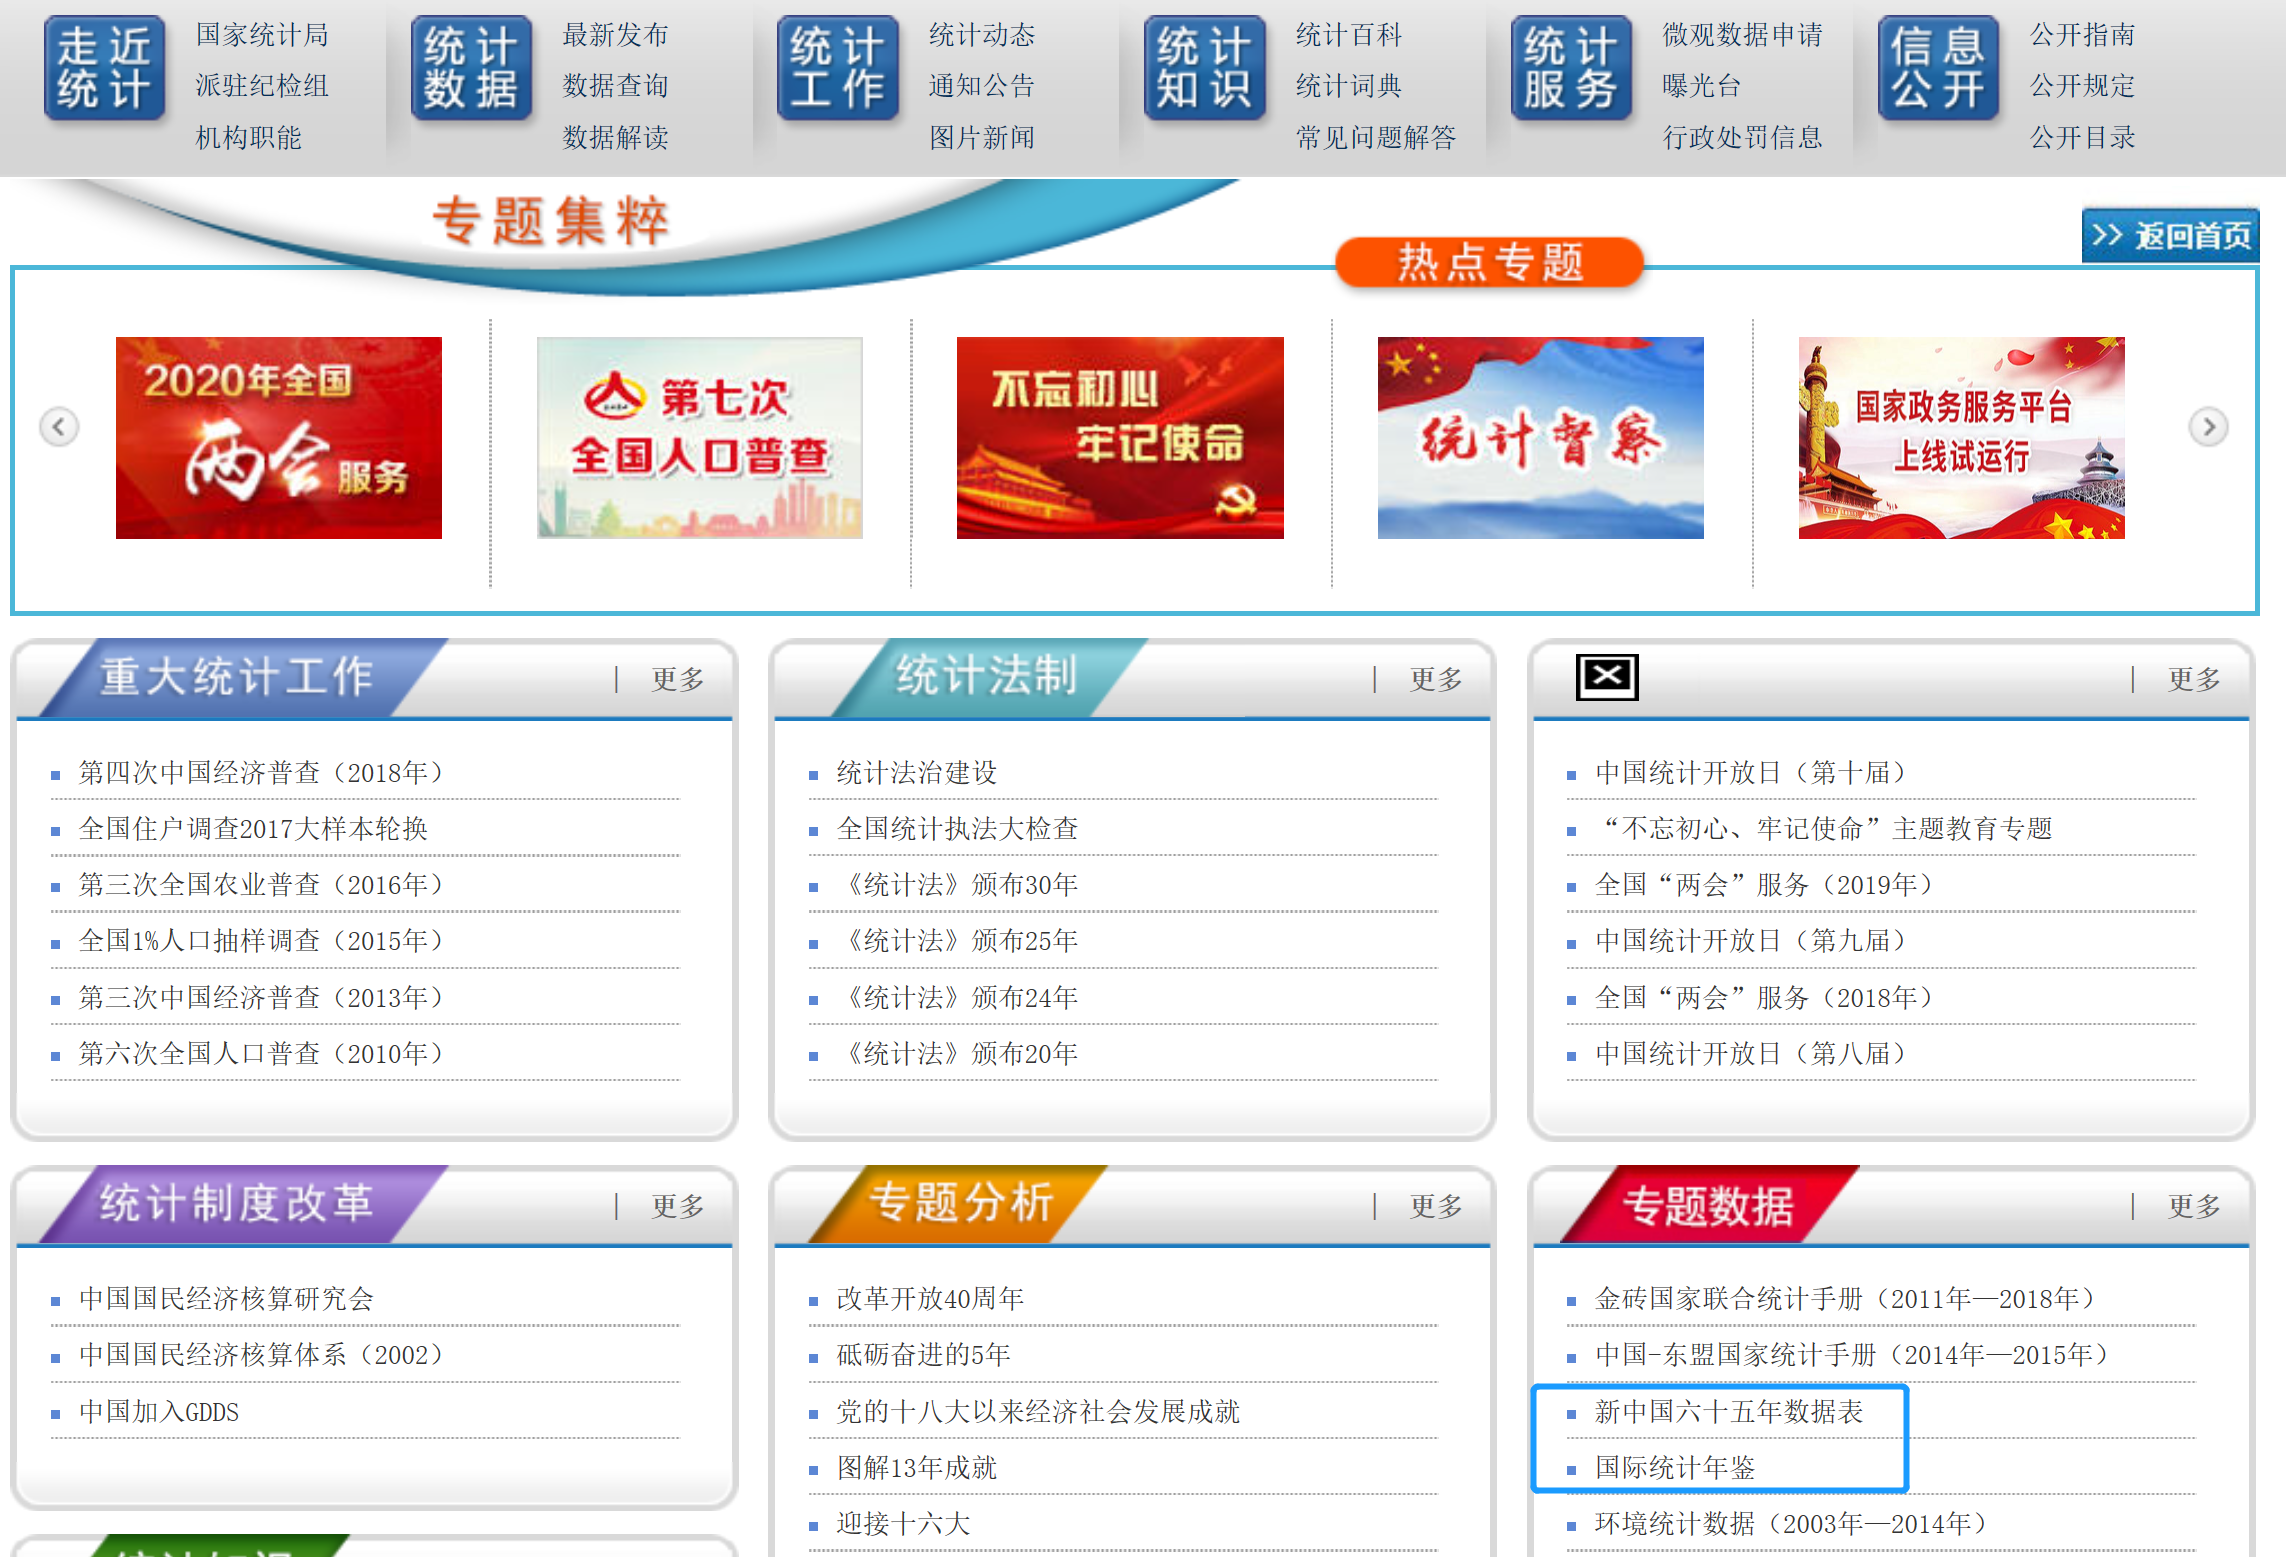 走近统计
国家统计局
派驻纪检组
机构职能
统计数据
最新发布
数据查询
数据解读
统计工作
统计动态
通知公告
图片新闻
统计知识
统计百科
统计词典
常见问题解答
统计服务
微观数据申请
曝光台
行政处罚信息
信息公开
公开指南
公开规定
公开目录
专题集粹
>> 返回首页
热点专题
2020年全国
两会服务
第七次
全国人口普查
不忘初心
牢记使命
统计督察
国家政务服务平台
上线试运行
重大统计工作
| 更多
第四次中国经济普查（2018年）
全国住户调查2017大样本轮换
第三次全国农业普查（2016年）
全国1%人口抽样调查（2015年）
第三次中国经济普查（2013年）
第六次全国人口普查（2010年）
统计法制
| 更多
统计法治建设
全国统计执法大检查
《统计法》颁布30年
《统计法》颁布25年
《统计法》颁布24年
《统计法》颁布20年
| 更多
中国统计开放日（第十届）
“不忘初心、牢记使命”主题教育专题
全国“两会”服务（2019年）
中国统计开放日（第九届）
全国“两会”服务（2018年）
中国统计开放日（第八届）
统计制度改革
| 更多
中国国民经济核算研究会
中国国民经济核算体系（2002）
中国加入GDDS
专题分析
| 更多
改革开放40周年
砥砺奋进的5年
党的十八大以来经济社会发展成就
图解13年成就
迎接十六大
专题数据
| 更多
金砖国家联合统计手册（2011年—2018年）
中国-东盟国家统计手册（2014年—2015年）
新中国六十五年数据表
国际统计年鉴
环境统计数据（2003年—2014年）